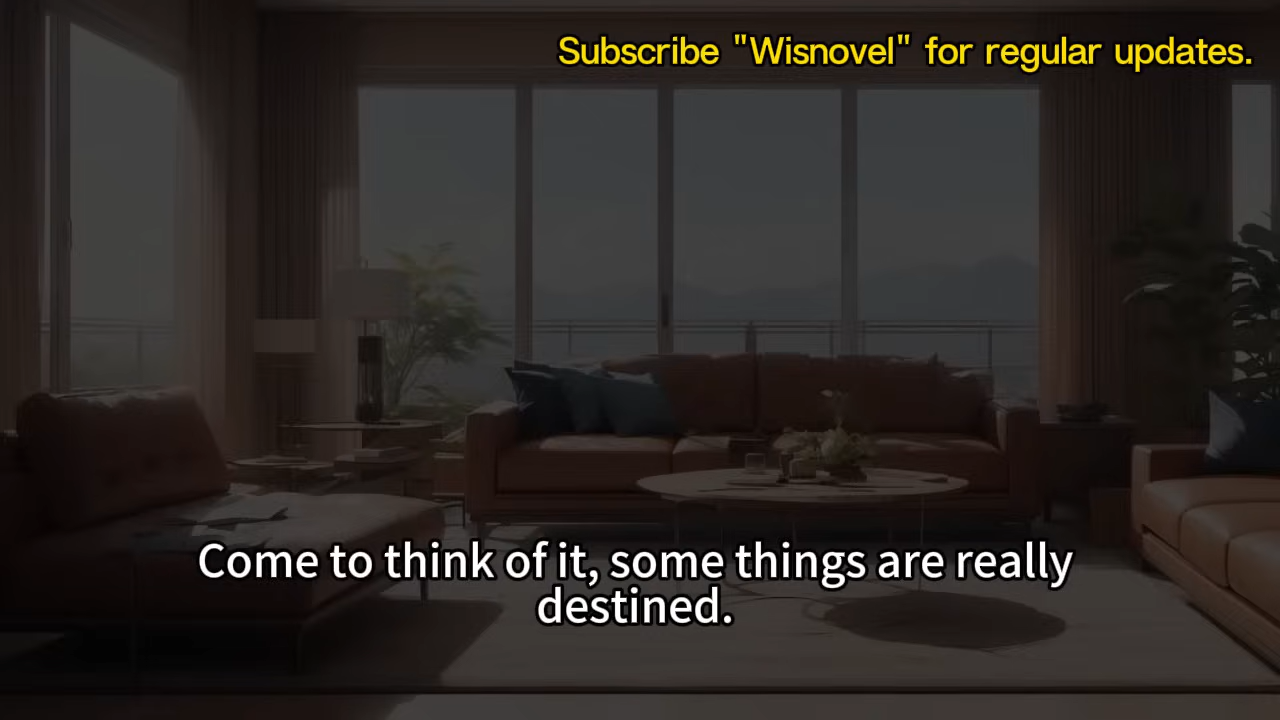 Subscribe "Wisnovel" for regular updates.
Come to think of it, some things are really
destined.